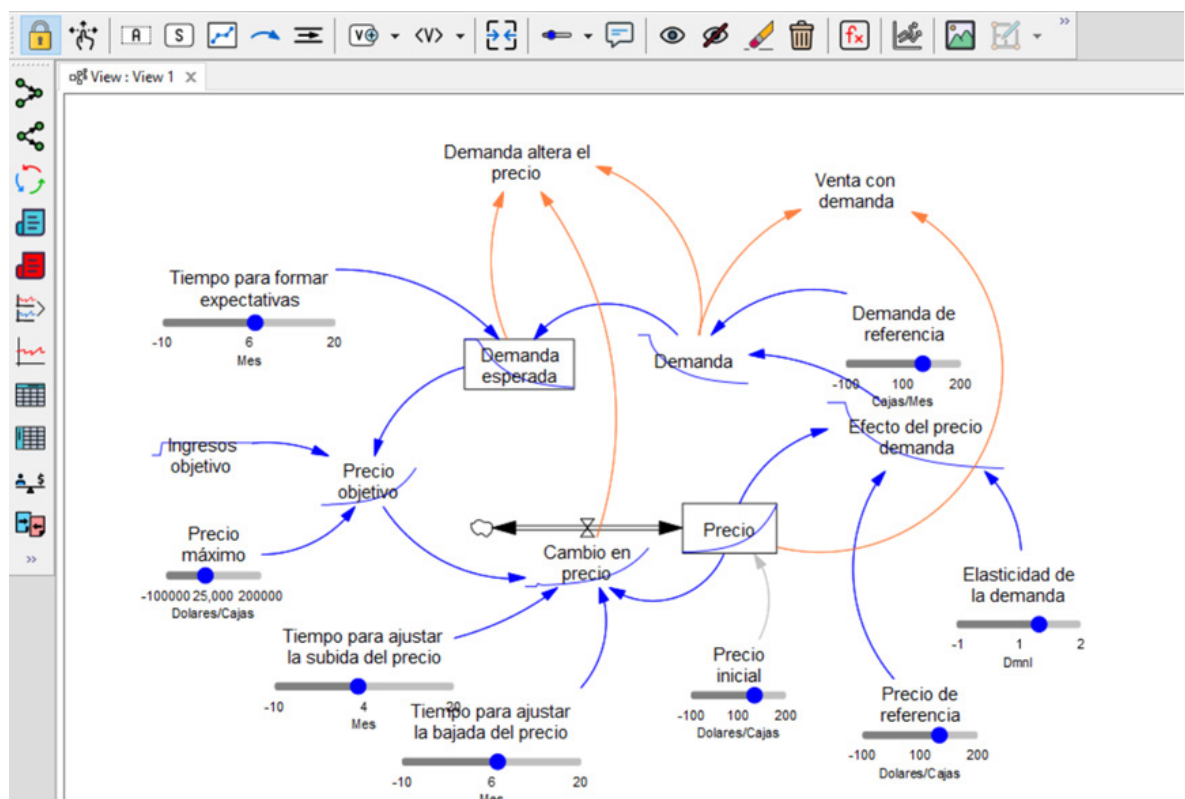 A
S
V
<V>
fx
»
View : View 1 X
Demanda altera el
precio
Venta con
demanda
Tiempo para formar
expectativas
-10 6 20
Mes
Demanda
esperada
Demanda
Demanda de
referencia
-100 100 200
Cajas/Mes
Efecto del precio
demanda
Ingresos
objetivo
Precio
objetivo
Precio
máximo
-100000 25,000 200000
Dolares/Cajas
Cambio en
precio
Precio
Elasticidad de
la demanda
-1 1 2
Dmnl
Tiempo para ajustar
la subida del precio
-10 4 20
Mes
Tiempo para ajustar
la bajada del precio
-10 6 20
Mes
Precio
inicial
-100 100 200
Dolares/Cajas
Precio de
referencia
-100 100 200
Dolares/Cajas
»